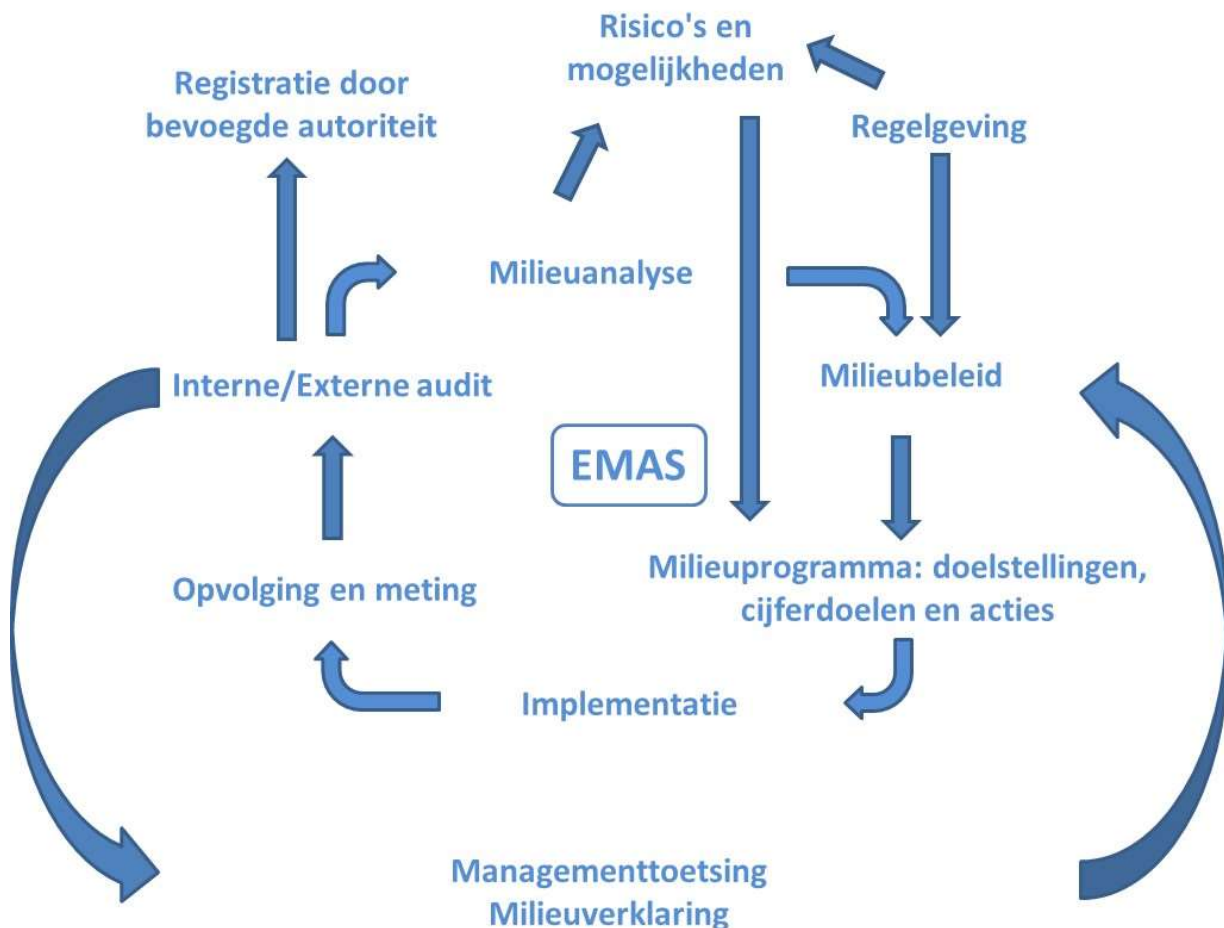 Risico's en
mogelijkheden
Registratie door
bevoegde autoriteit
Regelgeving
Milieuanalyse
Interne/Externe audit
Milieubeleid
EMAS
Opvolging en meting
Milieuprogramma: doelstellingen,
cijferdoelen en acties
Implementatie
Managementtoetsing
Milieuverklaring